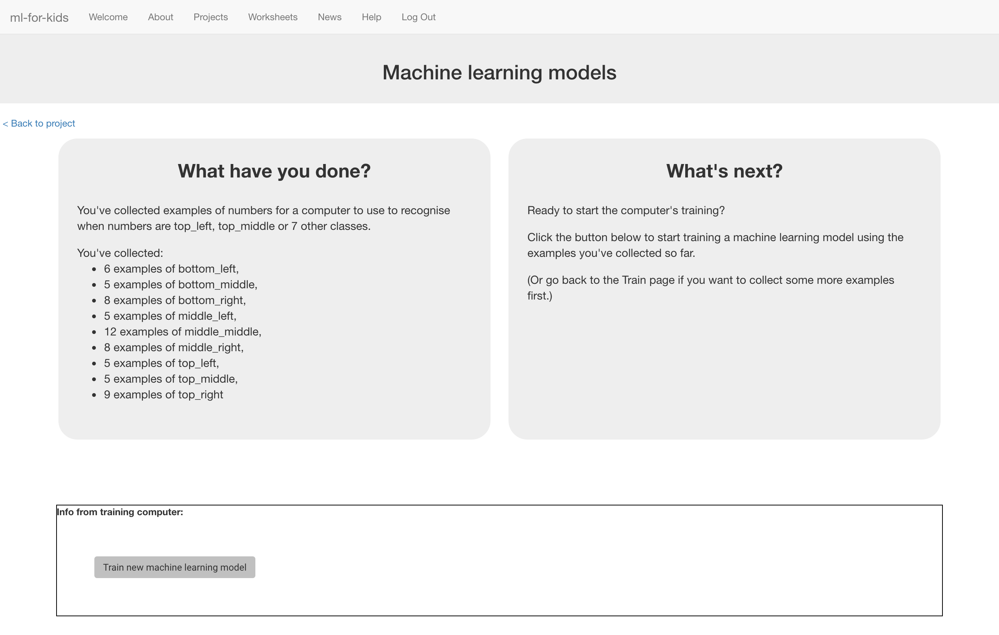 ml-for-kids Welcome About Projects Worksheets News Help Log Out
Machine learning models
< Back to project
What have you done?
You've collected examples of numbers for a computer to use to recognise
when numbers are top_left, top_middle or 7 other classes.
You've collected:
• 6 examples of bottom_left,
• 5 examples of bottom_middle,
• 8 examples of bottom_right,
• 5 examples of middle_left,
• 12 examples of middle_middle,
• 8 examples of middle_right,
• 5 examples of top_left,
• 5 examples of top_middle,
• 9 examples of top_right
What's next?
Ready to start the computer's training?
Click the button below to start training a machine learning model using the
examples you've collected so far.
(Or go back to the Train page if you want to collect some more examples
first.)
Info from training computer:
Train new machine learning model